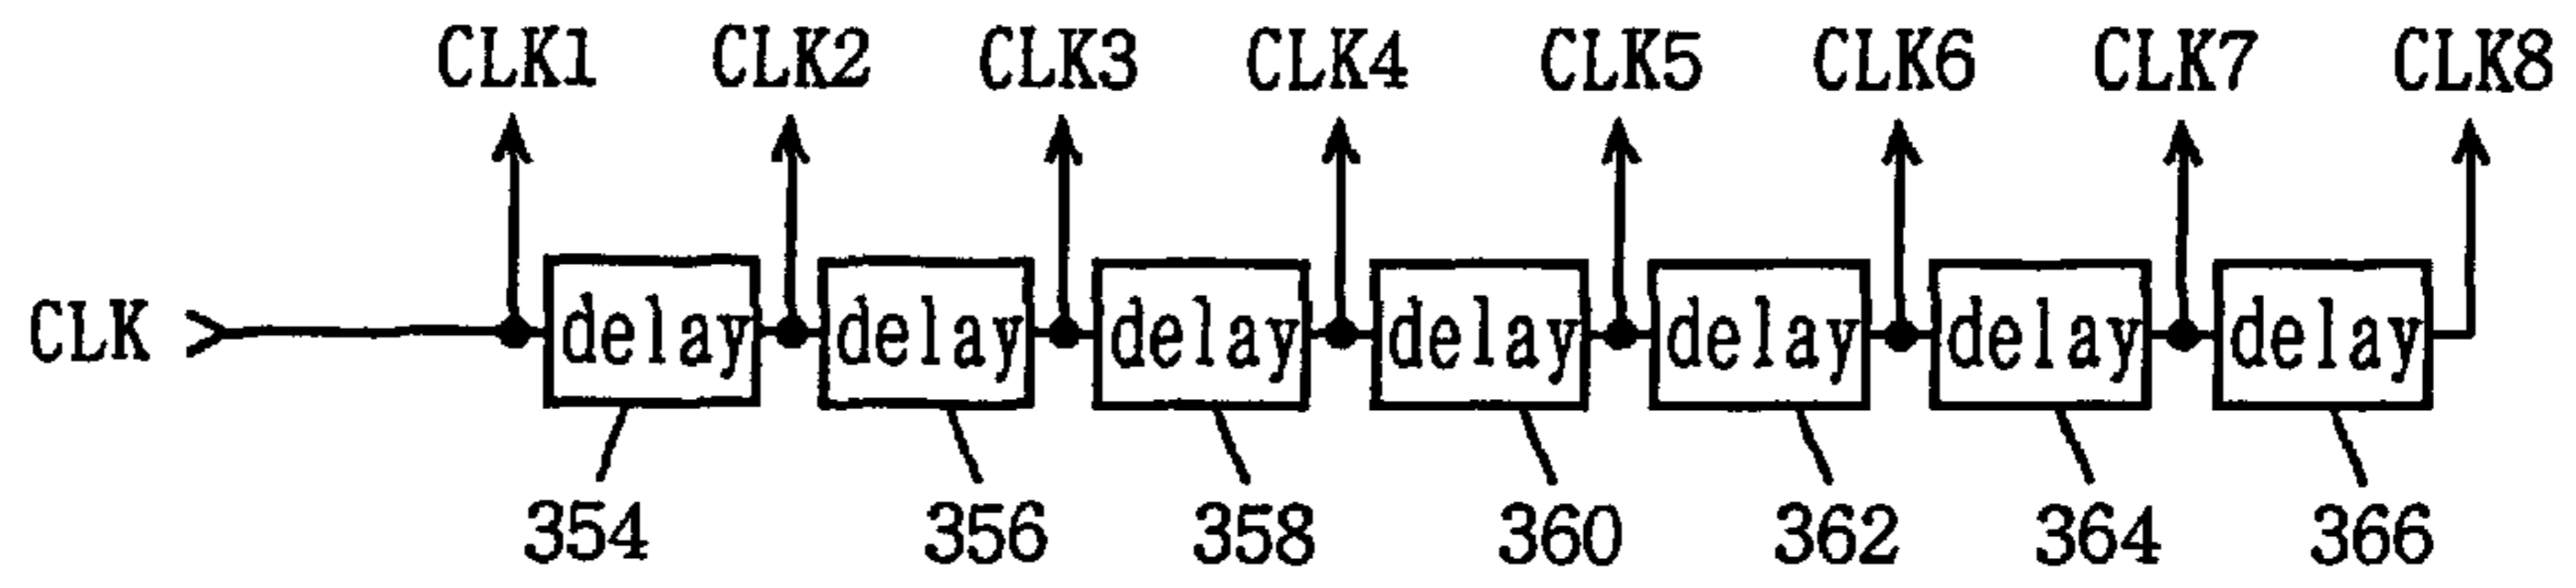 CLK1 CLK2 CLK3 CLK4 CLK5 CLK6 CLK7 CLK8
CLK delay delay delay delay delay delay delay
354 356 358 360 362 364 366